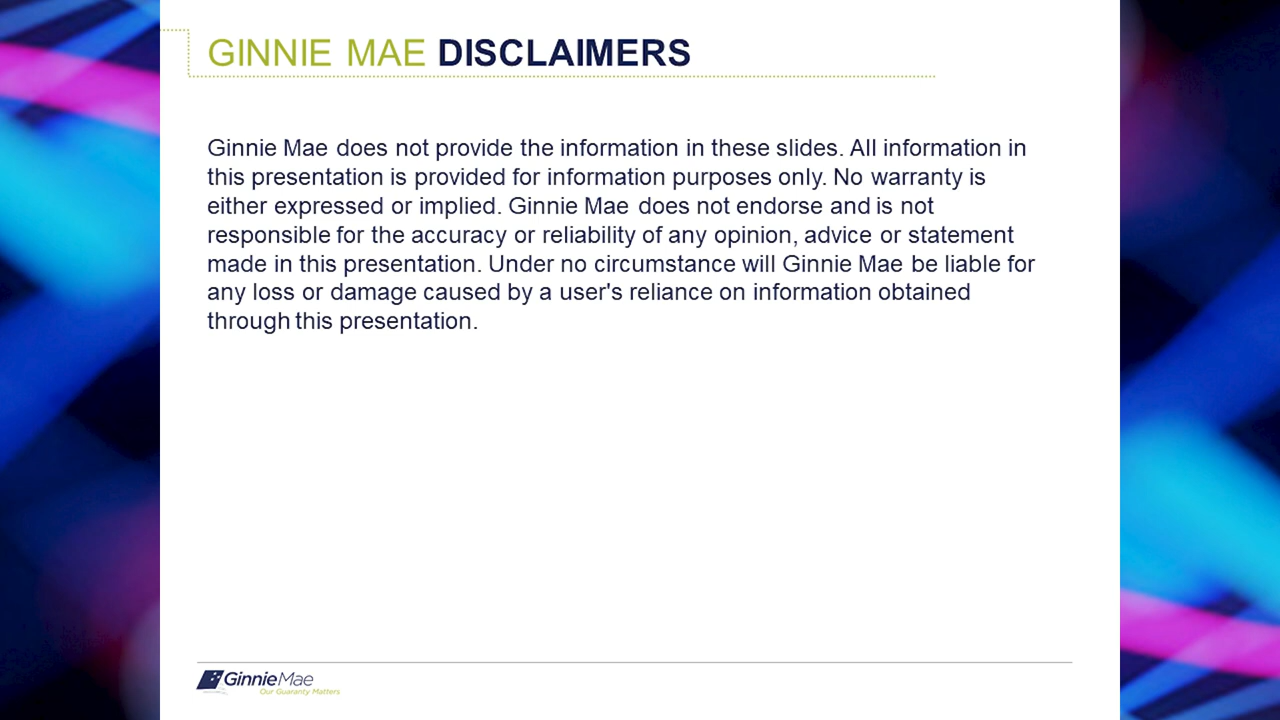 GINNIE MAE DISCLAIMERS
Ginnie Mae does not provide the information in these slides. All information in
this presentation is provided for information purposes only. No warranty is
either expressed or implied. Ginnie Mae does not endorse and is not
responsible for the accuracy or reliability of any opinion, advice or statement
made in this presentation. Under no circumstance will Ginnie Mae be liable for
any loss or damage caused by a user's reliance on information obtained
through this presentation.
GinnieMae
Our Guaranty Matters